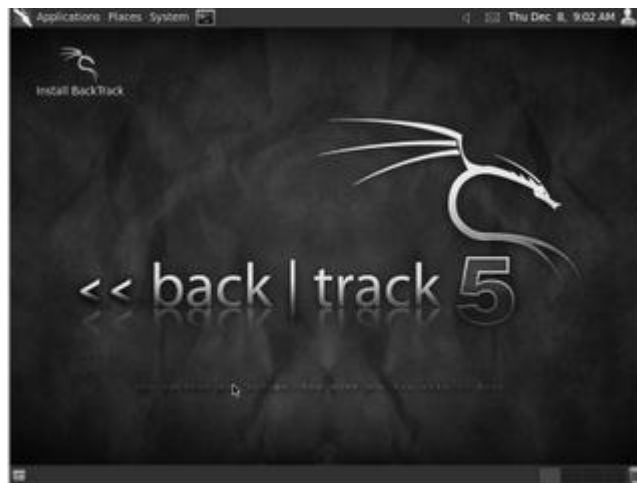 Applications Places System
Thu Dec 8, 9:02 AM
Install BackTrack
<< back | track 5